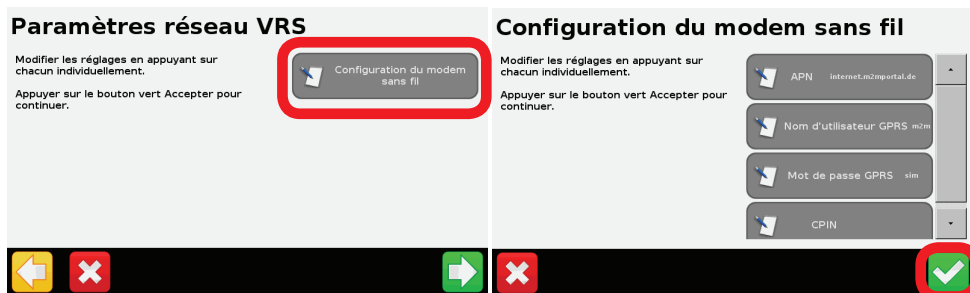 Paramètres réseau VRS
Modifier les réglages en appuyant sur
chacun individuellement.
Appuyer sur le bouton vert Accepter pour
continuer.
Configuration du modem
sans fil
Configuration du modem sans fil
Modifier les réglages en appuyant sur
chacun individuellement.
Appuyer sur le bouton vert Accepter pour
continuer.
APN internet.m2mportal.de
Nom d'utilisateur GPRS m2m
Mot de passe GPRS sim
CPIN